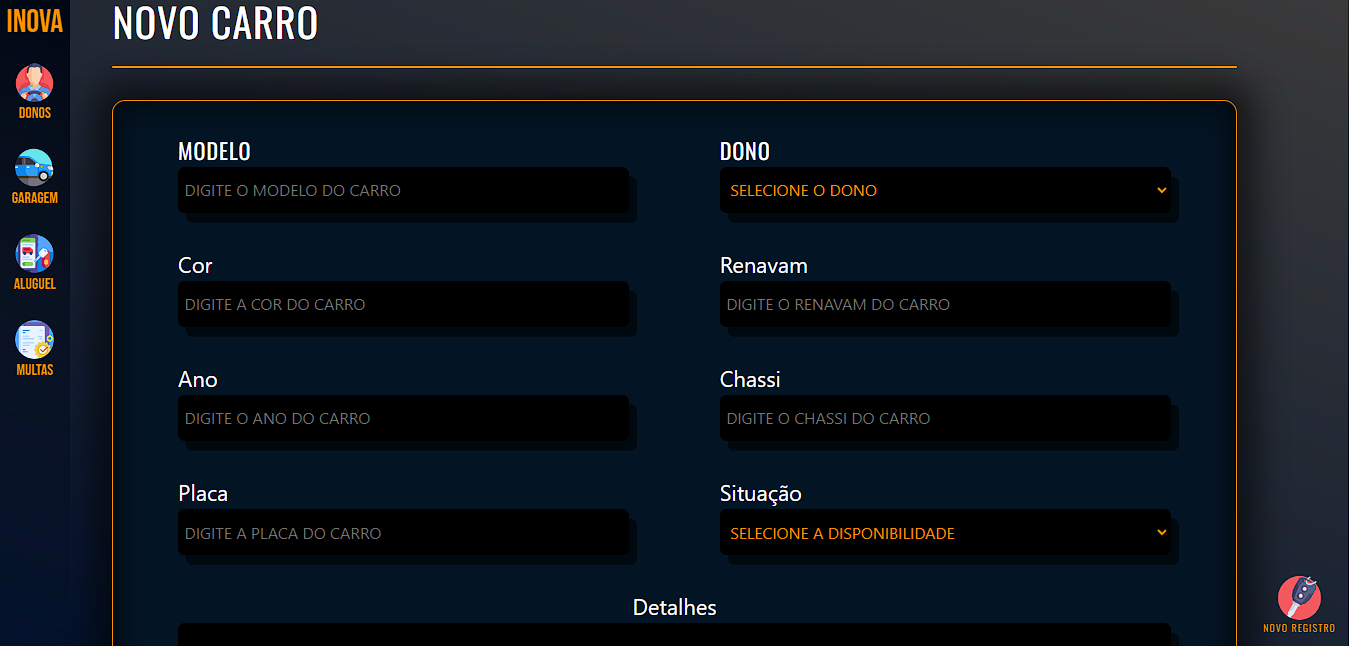 INOVA
DONOS
GARAGEM
ALUGUEL
MULTAS
NOVO CARRO
MODELO
DIGITE O MODELO DO CARRO
DONO
SELECIONE O DONO
Cor
DIGITE A COR DO CARRO
Renavam
DIGITE O RENAVAM DO CARRO
Ano
DIGITE O ANO DO CARRO
Chassi
DIGITE O CHASSI DO CARRO
Placa
DIGITE A PLACA DO CARRO
Situação
SELECIONE A DISPONIBILIDADE
Detalhes
NOVO REGISTRO